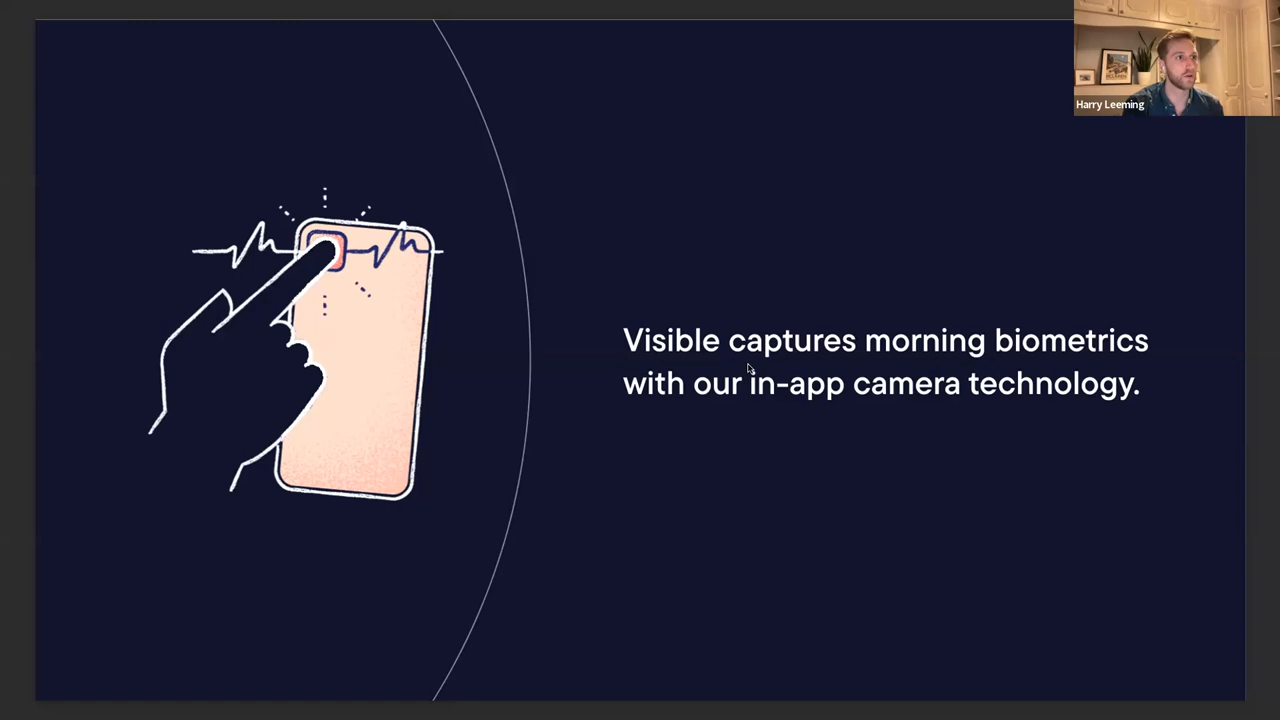 Harry Leeming
Visible captures morning biometrics
with our in-app camera technology.